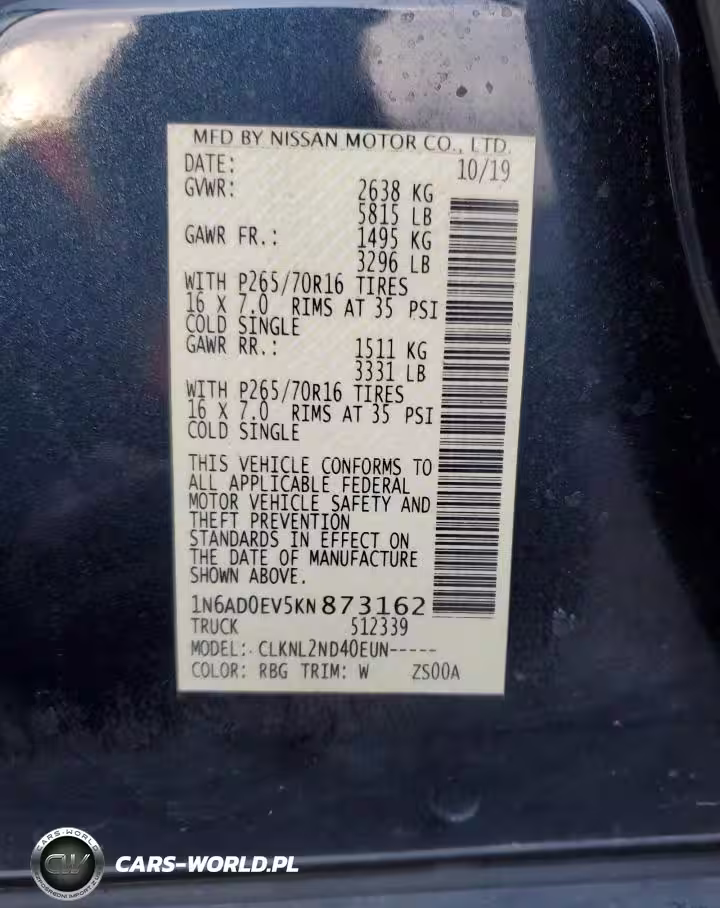 MFD BY NISSAN MOTOR CO., LTD.
DATE: 10/19
GVWR: 2638 KG
5815 LB
GAWR FR.: 1495 KG
3296 LB
WITH P265/70R16 TIRES
16 X 7.0 RIMS AT 35 PSI
COLD SINGLE
GAWR RR.: 1511 KG
3331 LB
WITH P265/70R16 TIRES
16 X 7.0 RIMS AT 35 PSI
COLD SINGLE
THIS VEHICLE CONFORMS TO
ALL APPLICABLE FEDERAL
MOTOR VEHICLE SAFETY AND
THEFT PREVENTION
STANDARDS IN EFFECT ON
THE DATE OF MANUFACTURE
SHOWN ABOVE.
1N6AD0EV5KN873162
TRUCK 512339
MODEL: CLKNL2ND40EUN-----
COLOR: RBG TRIM: W ZS00A
CARS-WORLD
CW
CARS-WORLD.PL